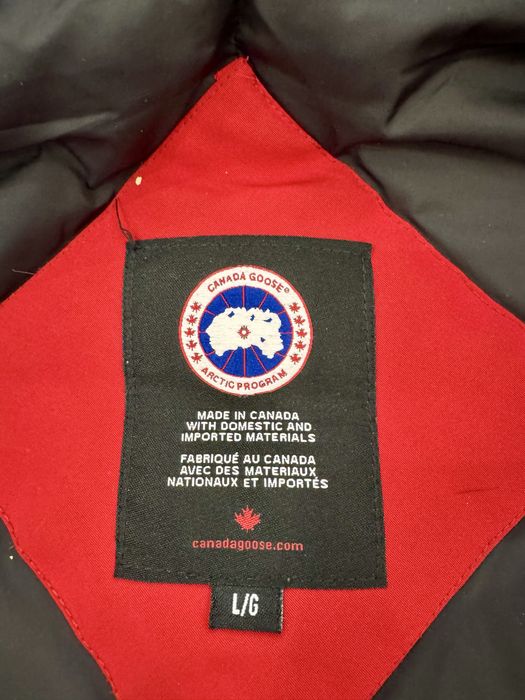 CANADA GOOSE®
ARCTIC PROGRAM
MADE IN CANADA
WITH DOMESTIC AND
IMPORTED MATERIALS
FABRIQUÉ AU CANADA
AVEC DES MATERIAUX
NATIONAUX ET IMPORTÉS
canadagoose.com
L/G